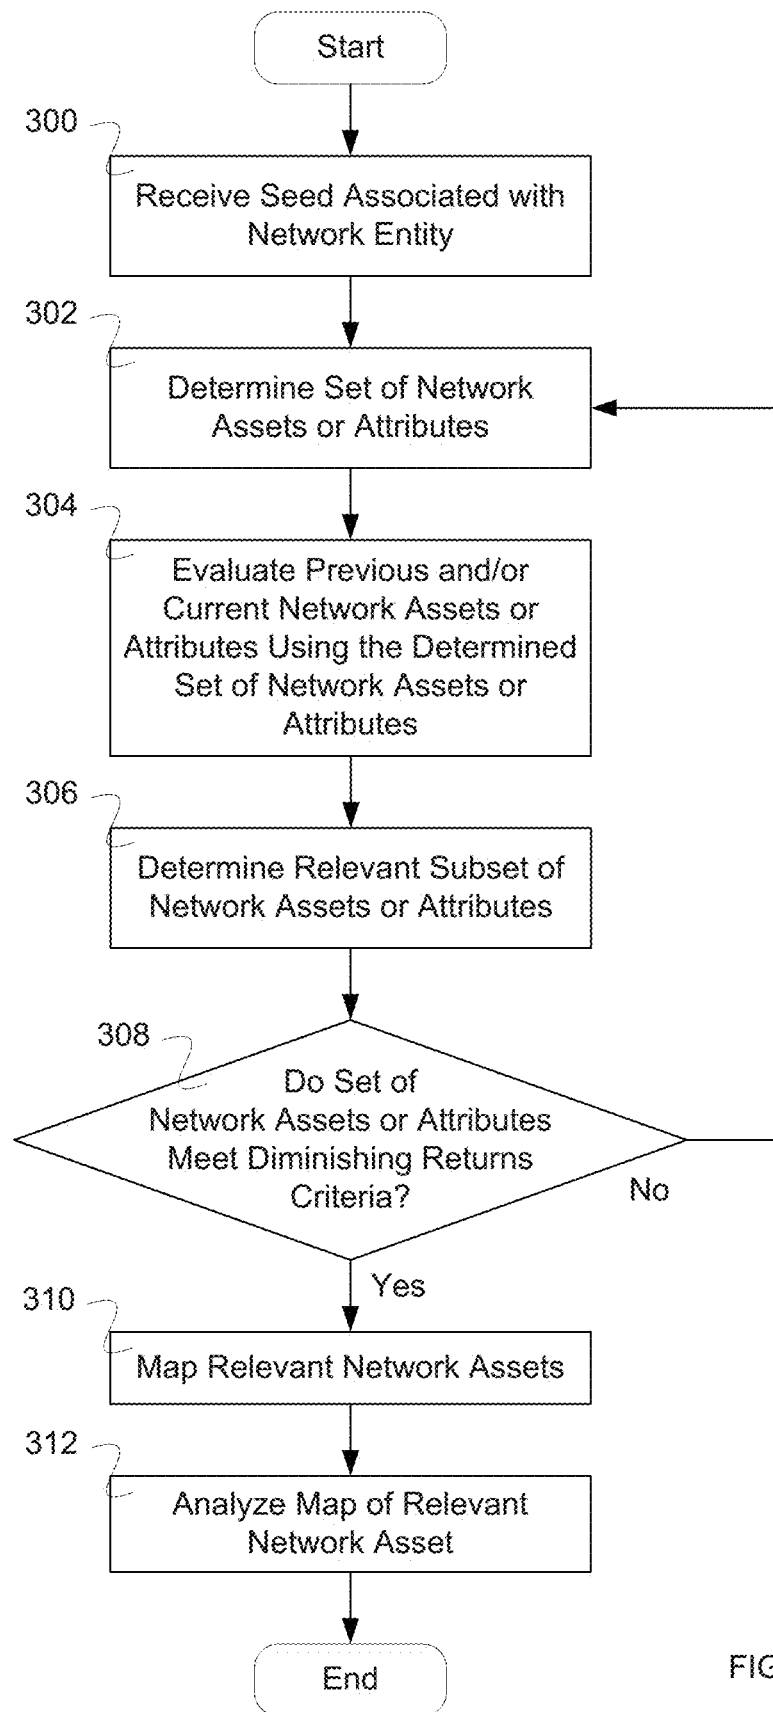 Start
300
Receive Seed Associated with
Network Entity
302
Determine Set of Network
Assets or Attributes
304
Evaluate Previous and/or
Current Network Assets or
Attributes Using the Determined
Set of Network Assets or
Attributes
306
Determine Relevant Subset of
Network Assets or Attributes
308
Do Set of
Network Assets or Attributes
Meet Diminishing Returns
Criteria?
No
Yes
310
Map Relevant Network Assets
312
Analyze Map of Relevant
Network Asset
End
FIG